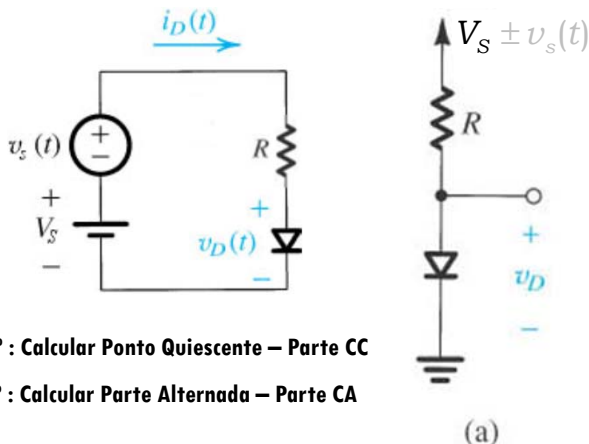 i_D(t)
v_s (t)
+
−
+
V_S
−
R
+
v_D(t)
−
V_S ± v_s(t)
R
+
v_D
−
° : Calcular Ponto Quiescente – Parte CC
° : Calcular Parte Alternada – Parte CA
(a)